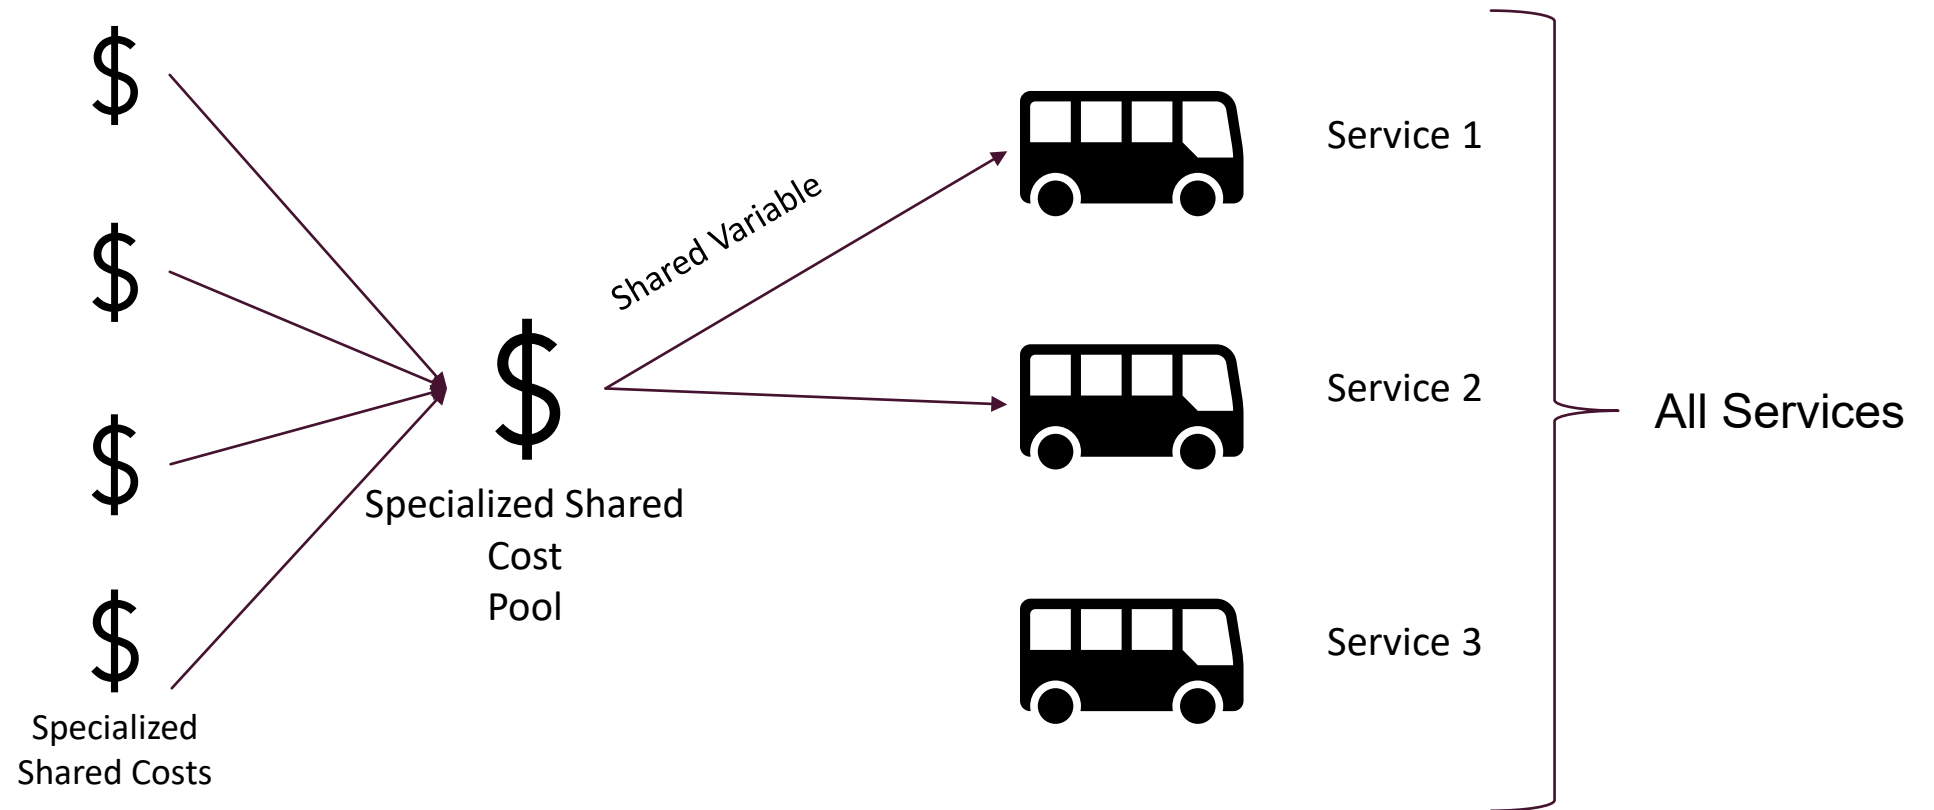 Specialized
Shared Costs
Specialized Shared
Cost
Pool
Shared Variable
Service 1
Service 2
Service 3
All Services